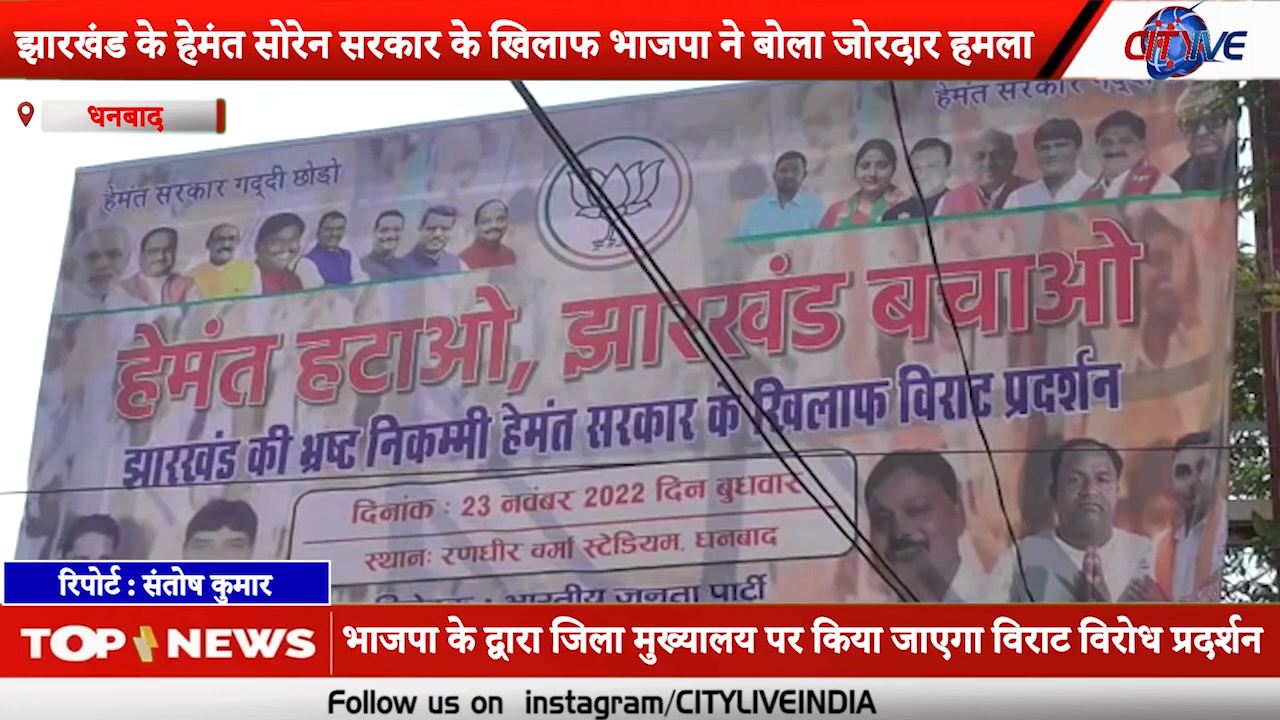 झारखंड के हेमंत सोरेन सरकार के खिलाफ भाजपा ने बोला जोरदार हमला
CITY LIVE
धनबाद
हेमंत सरकार गद्दी छोड़ो
हेमंत सरकार गद्दी
हेमंत हटाओ, झारखंड बचाओ
झारखंड की भ्रष्ट निकम्मी हेमंत सरकार के खिलाफ विराट प्रदर्शन
दिनांक : 23 नवंबर 2022 दिन बुधवार
स्थानः रणधीर वर्मा स्टेडियम, धनबाद
: भारतीय जनता पार्टी
रिपोर्ट : संतोष कुमार
TOP NEWS
भाजपा के द्वारा जिला मुख्यालय पर किया जाएगा विराट विरोध प्रदर्शन
Follow us on instagram/CITYLIVEINDIA